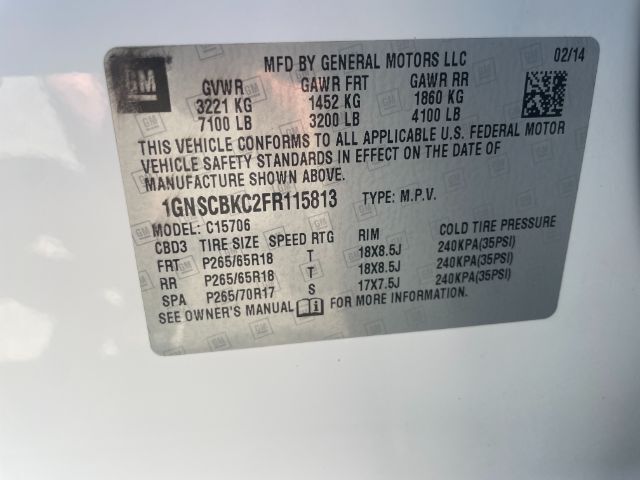 GM
MFD BY GENERAL MOTORS LLC 02/14
GVWR GAWR FRT GAWR RR
3221 KG 1452 KG 1860 KG
7100 LB 3200 LB 4100 LB
THIS VEHICLE CONFORMS TO ALL APPLICABLE U.S. FEDERAL MOTOR
VEHICLE SAFETY STANDARDS IN EFFECT ON THE DATE OF
MANUFACTURE SHOWN ABOVE.
1GNSCBKC2FR115813 TYPE: M.P.V.
MODEL: C15706
CBD3 TIRE SIZE SPEED RTG RIM COLD TIRE PRESSURE
FRT P265/65R18 T 18X8.5J 240KPA(35PSI)
RR P265/65R18 T 18X8.5J 240KPA(35PSI)
SPA P265/70R17 S 17X7.5J 240KPA(35PSI)
SEE OWNER'S MANUAL FOR MORE INFORMATION.